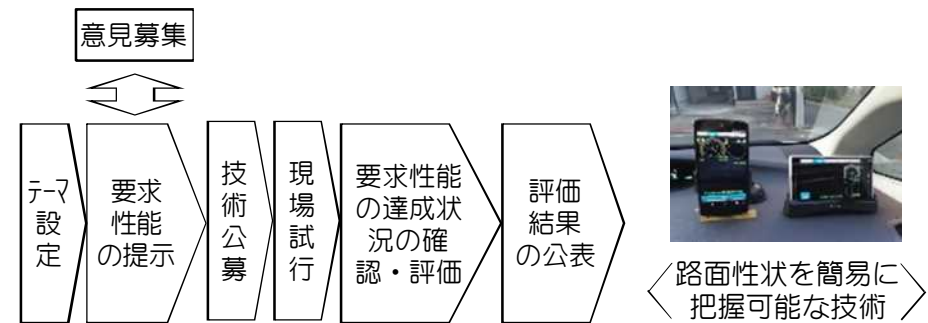 意見募集
ﾃｰﾏ
設
定
要求
性能
の提示
技
術
公
募
現
場
試
行
要求性能
の達成状
況の確
認・評価
評価
結果
の公表
路面性状を簡易に
把握可能な技術